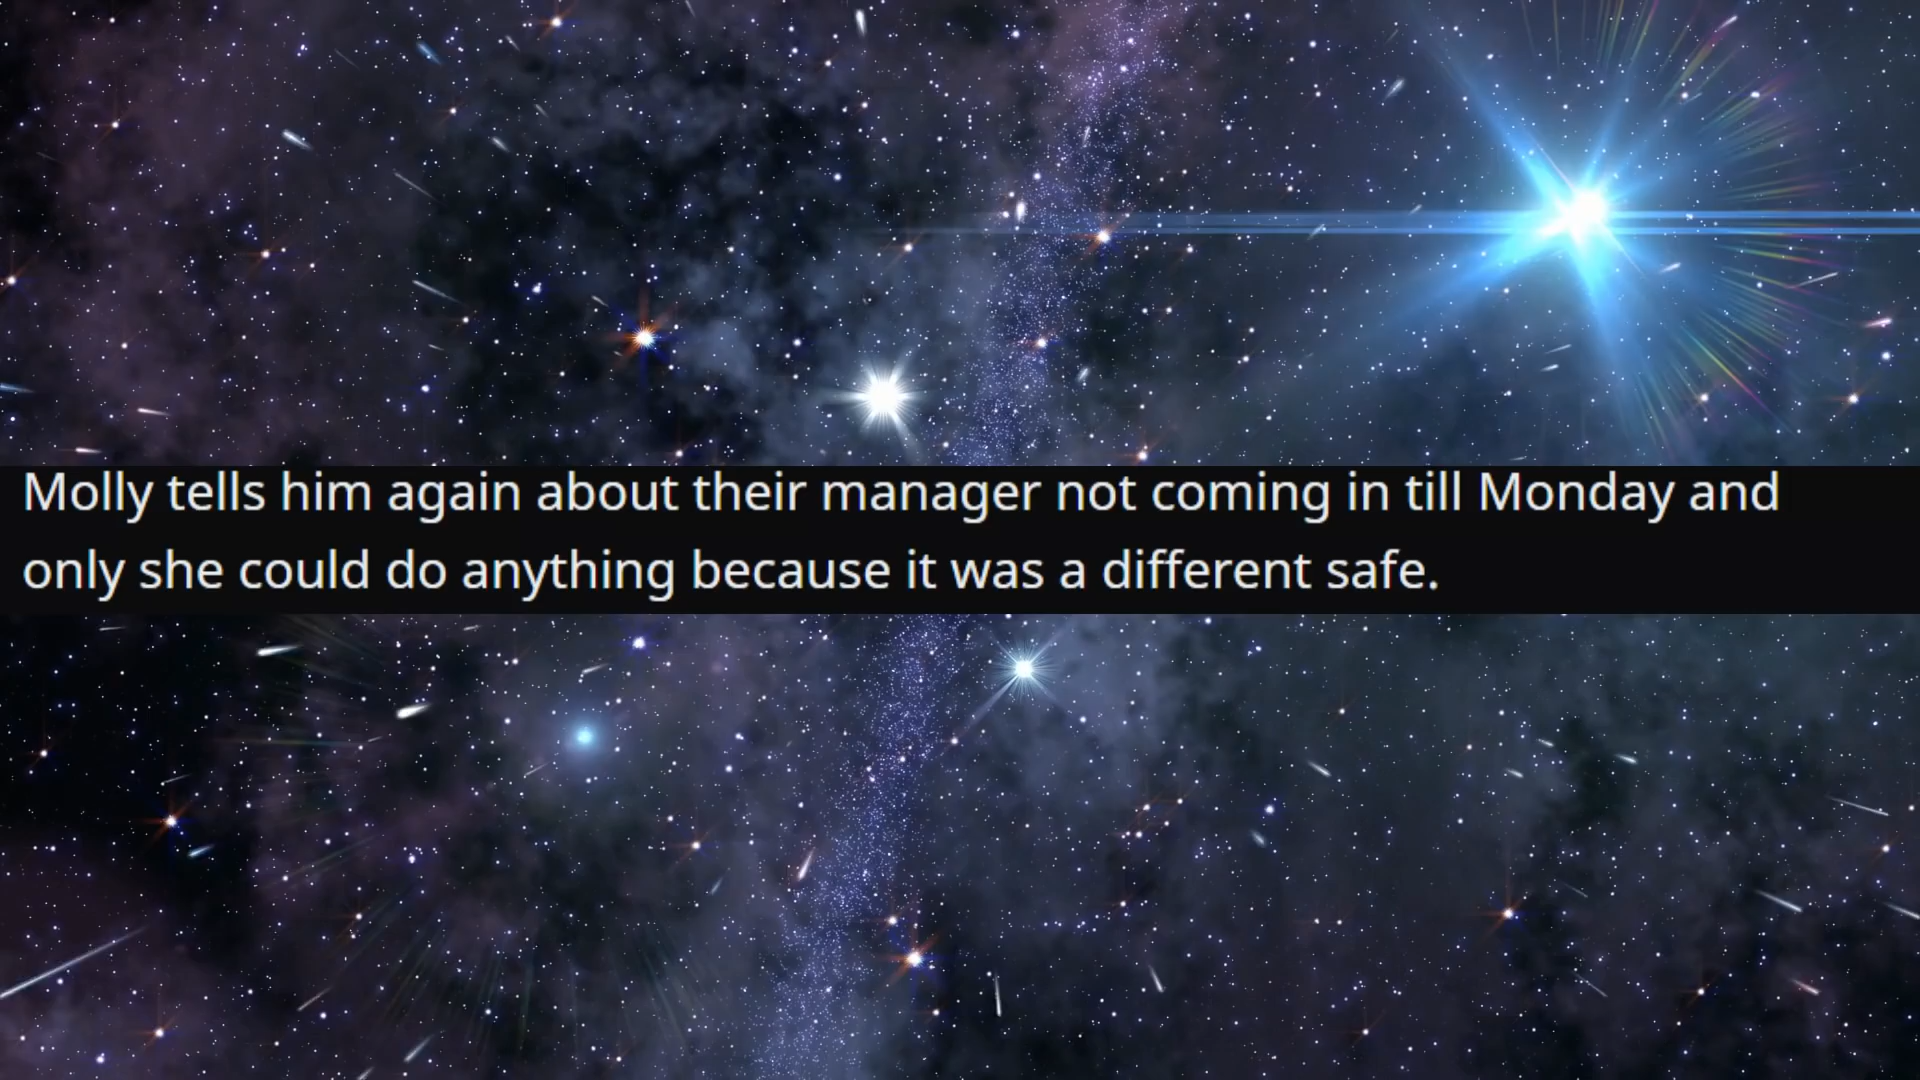 Molly tells him again about their manager not coming in till Monday and
only she could do anything because it was a different safe.